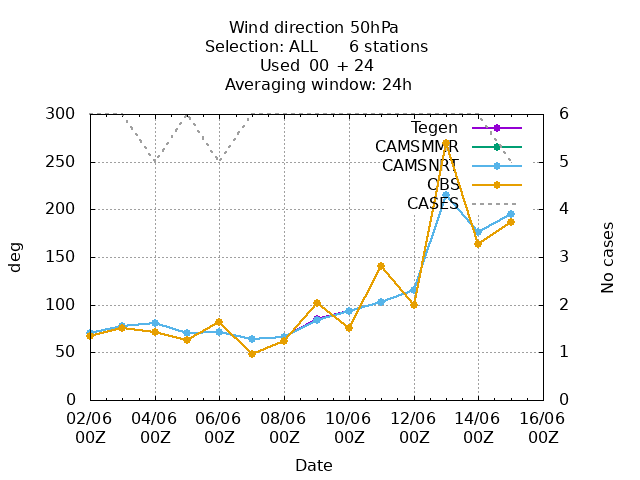 Wind direction 50hPa
Selection: ALL 6 stations
Used 00 + 24
Averaging window: 24h
300 6
Tegen
CAMSMMR
250 5
CAMSNRT
OBS
200 4
CASES
150 3
100 2
50 1
0 0
deg
No cases
02/06 04/06 06/06 08/06 10/06 12/06 14/06 16/06
00Z 00Z 00Z 00Z 00Z 00Z 00Z 00Z
Date